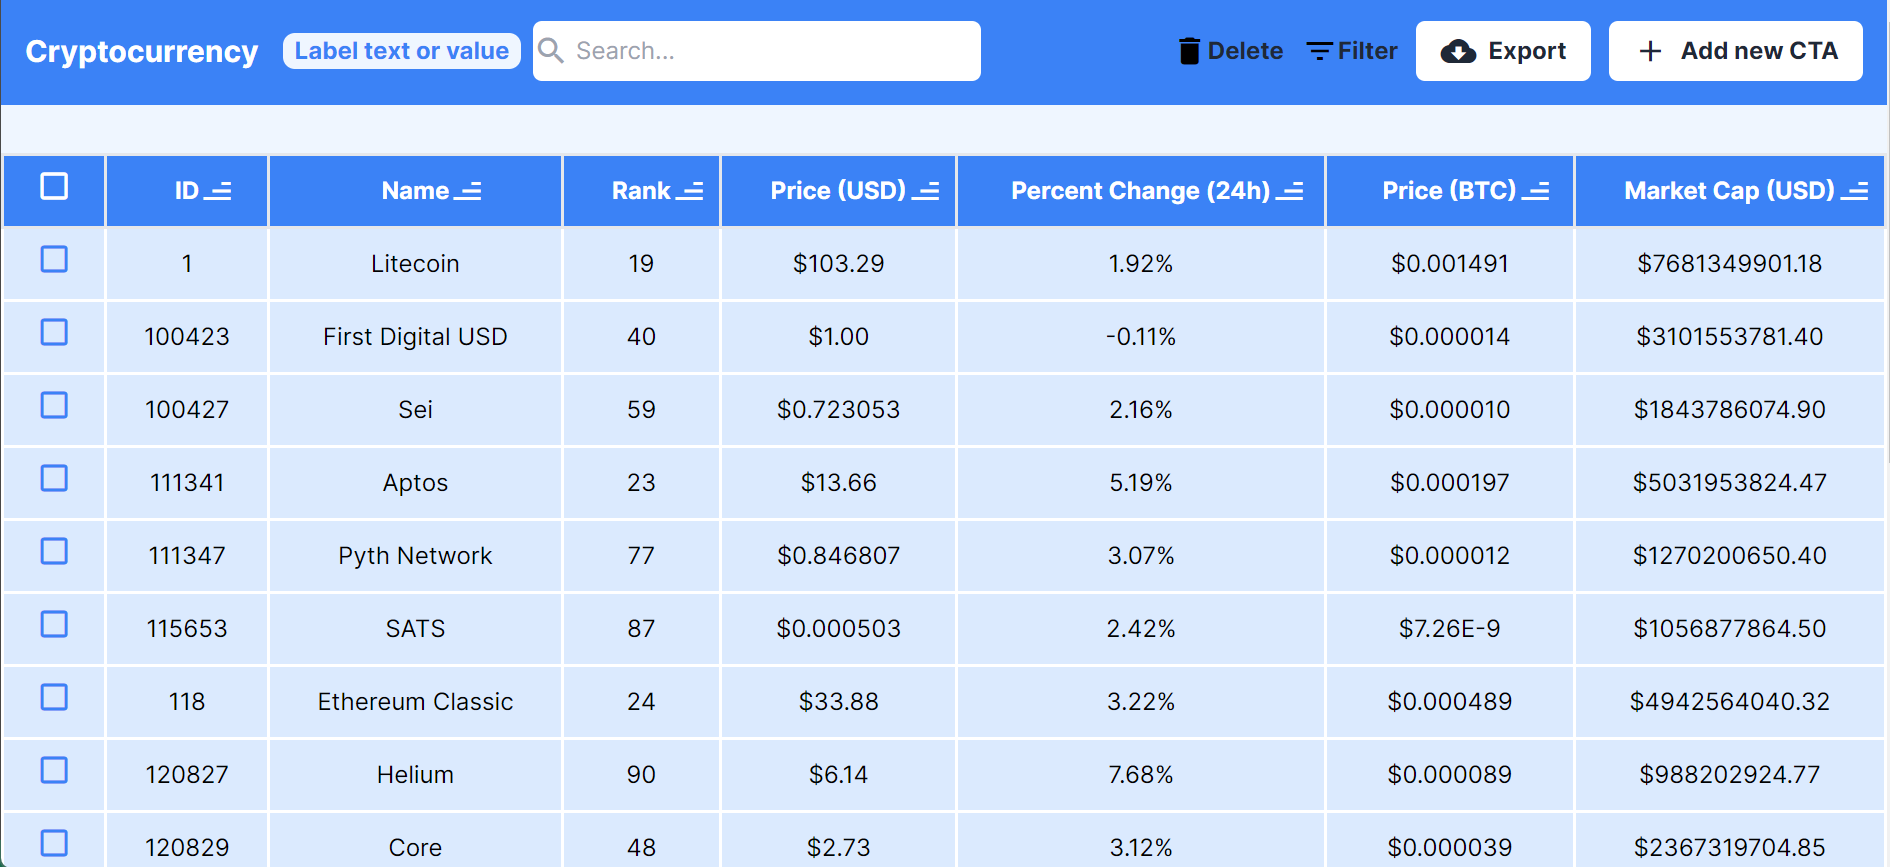 Cryptocurrency Label text or value Search... Delete Filter Export + Add new CTA
ID Name Rank Price (USD) Percent Change (24h) Price (BTC) Market Cap (USD)
1 Litecoin 19 $103.29 1.92% $0.001491 $7681349901.18
100423 First Digital USD 40 $1.00 -0.11% $0.000014 $3101553781.40
100427 Sei 59 $0.723053 2.16% $0.000010 $1843786074.90
111341 Aptos 23 $13.66 5.19% $0.000197 $5031953824.47
111347 Pyth Network 77 $0.846807 3.07% $0.000012 $1270200650.40
115653 SATS 87 $0.000503 2.42% $7.26E-9 $1056877864.50
118 Ethereum Classic 24 $33.88 3.22% $0.000489 $4942564040.32
120827 Helium 90 $6.14 7.68% $0.000089 $988202924.77
120829 Core 48 $2.73 3.12% $0.000039 $2367319704.85